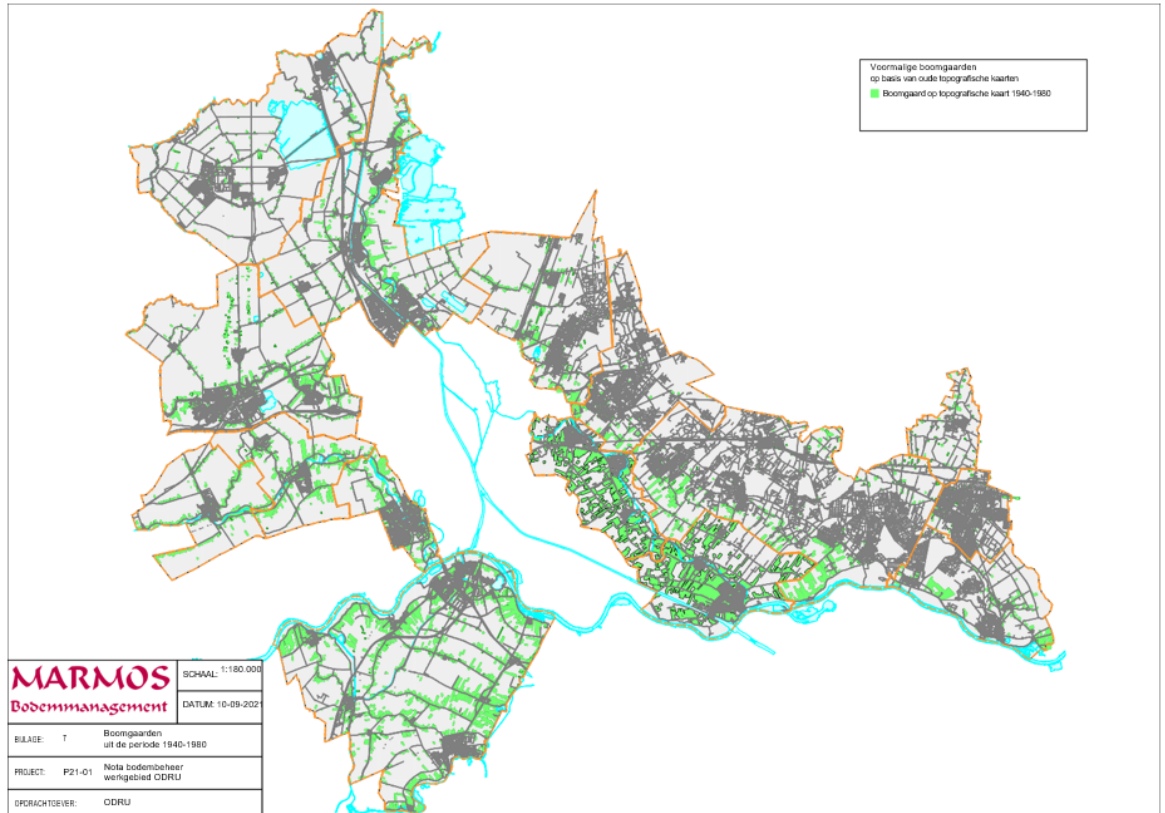 Voormalige boomgaarden
op basis van oude topografische kaarten
Boomgaard op topografische kaart 1940-1980
MARMOS
Bodemmanagement
SCHAAL: 1:180.000
DATUM: 10-09-2021
BIJLAGE: T Boomgaarden
uit de periode 1940-1980
PROJECT: P21-01 Nota bodembeheer
werkgebied ODRU
OPDRACHTGEVER: ODRU